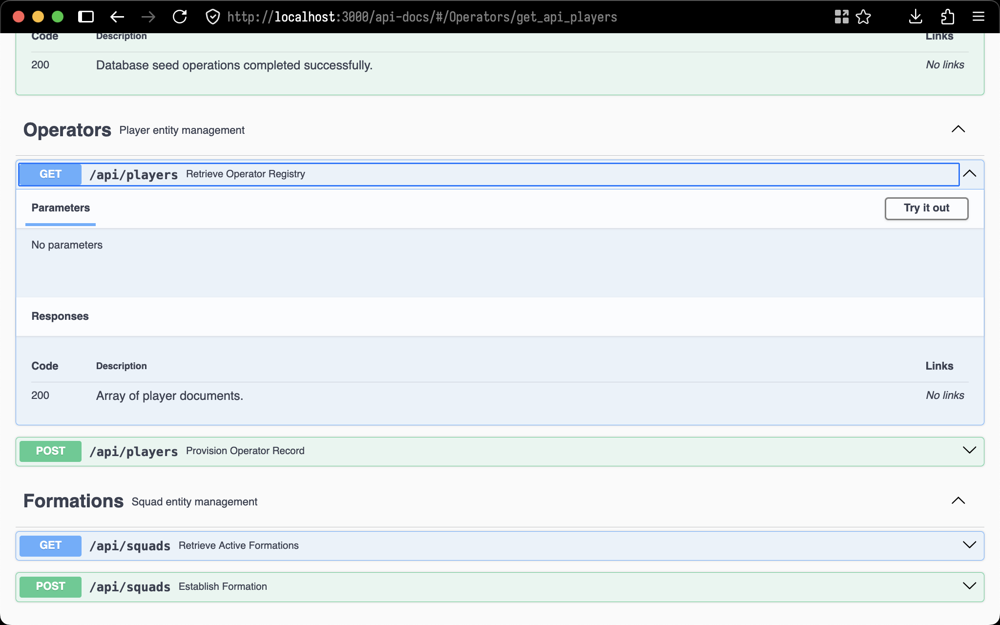 http://localhost:3000/api-docs/#/Operators/get_api_players
Code Description Links
200 Database seed operations completed successfully. No links
Operators Player entity management
GET /api/players Retrieve Operator Registry
Parameters Try it out
No parameters
Responses
Code Description Links
200 Array of player documents. No links
POST /api/players Provision Operator Record
Formations Squad entity management
GET /api/squads Retrieve Active Formations
POST /api/squads Establish Formation